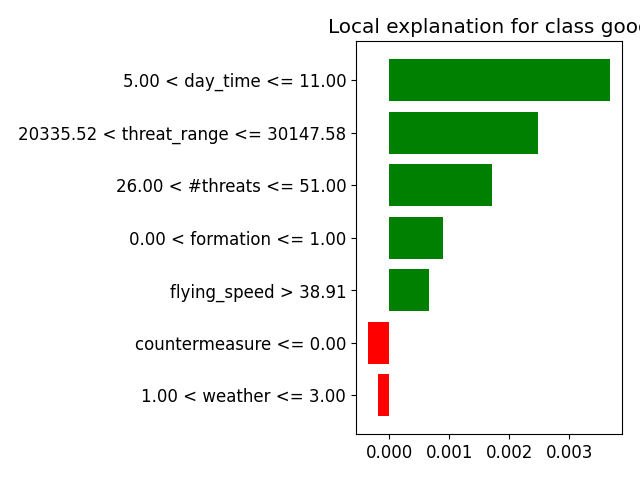 Local explanation for class good
5.00 < day_time <= 11.00
20335.52 < threat_range <= 30147.58
26.00 < #threats <= 51.00
0.00 < formation <= 1.00
flying_speed > 38.91
countermeasure <= 0.00
1.00 < weather <= 3.00
0.000 0.001 0.002 0.003